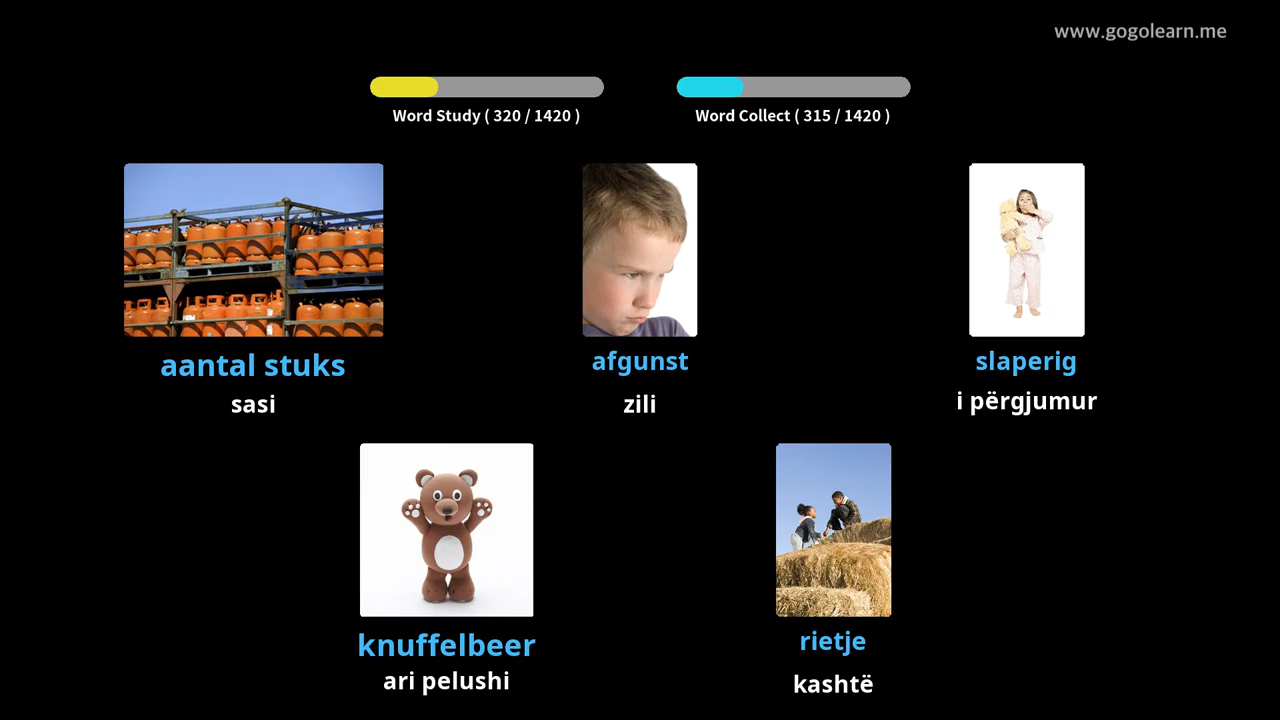 www.gogolearn.me
Word Study ( 320 / 1420 )
Word Collect ( 315 / 1420 )
aantal stuks
sasi
afgunst
zili
slaperig
i përgjumur
knuffelbeer
ari pelushi
rietje
kashtë